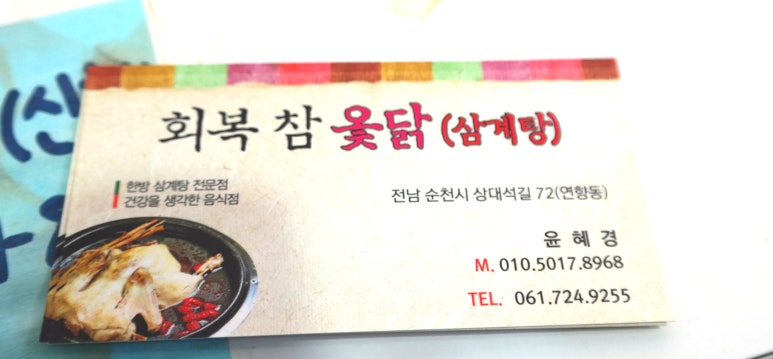 회복 참 옻닭 (삼계탕)
한방 삼계탕 전문점
건강을 생각한 음식점
전남 순천시 상대석길 72(연향동)
윤 혜 경
M. 010.5017.8968
TEL. 061.724.9255
(산